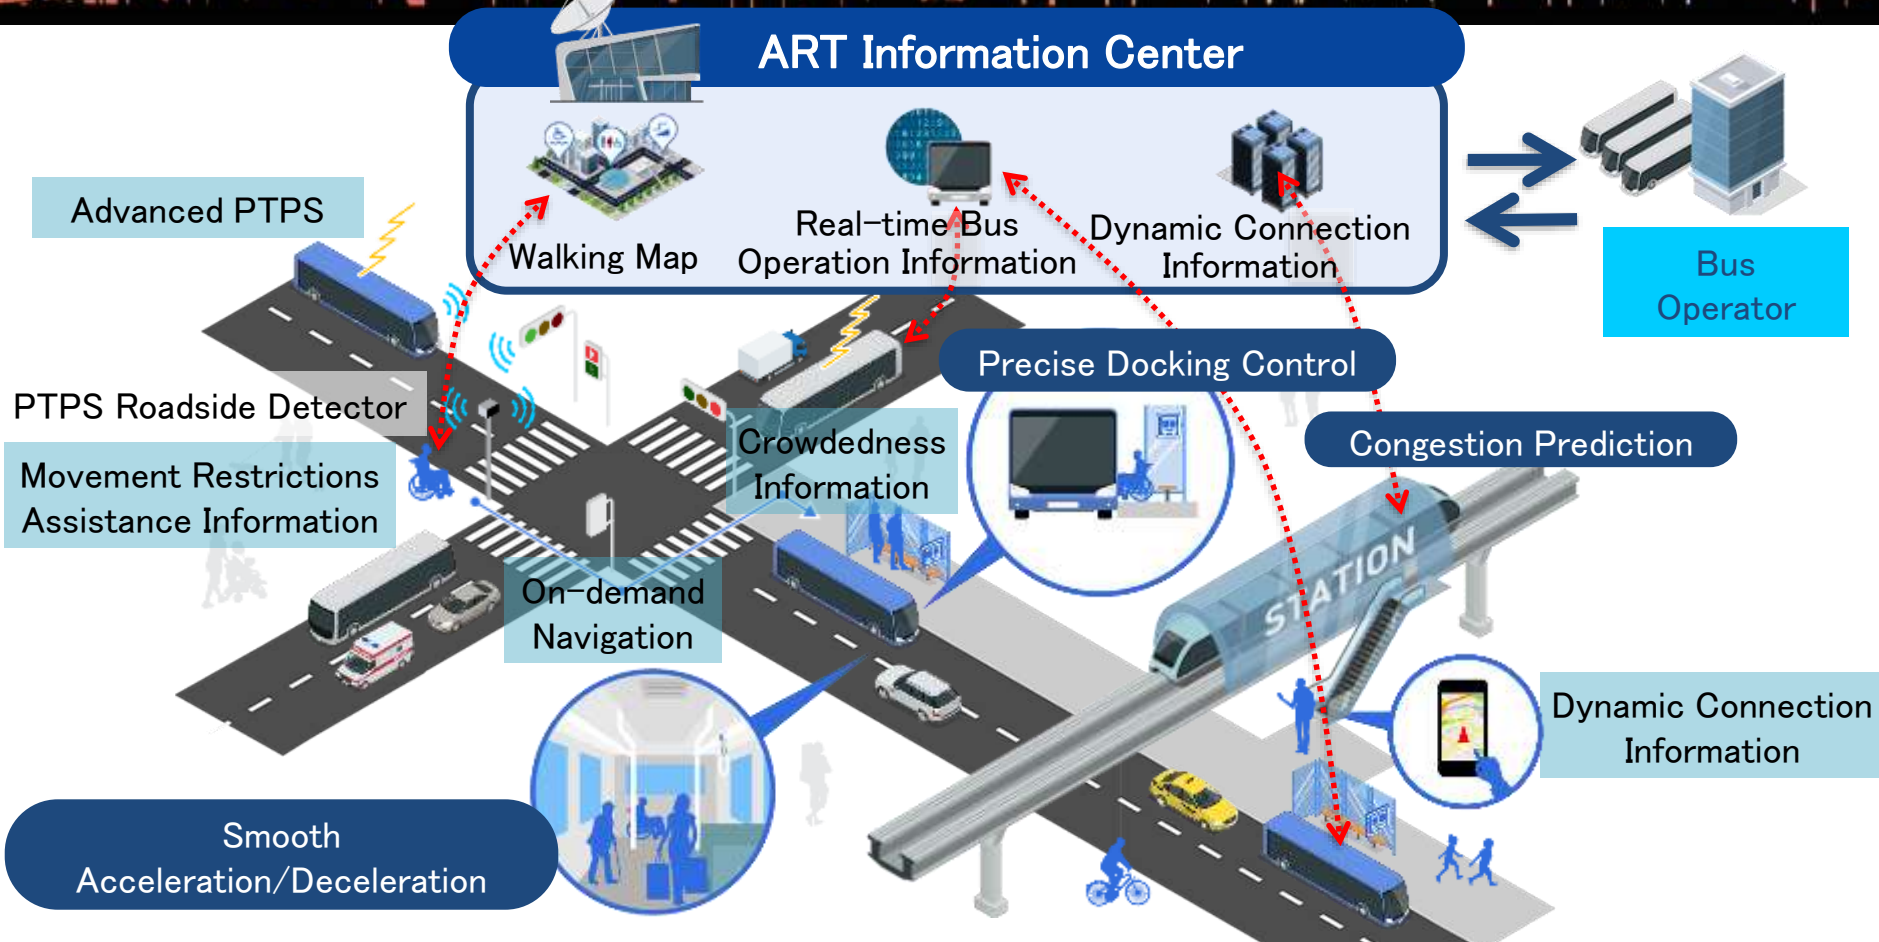 ART Information Center
Walking Map
Real-time Bus
Operation Information
Dynamic Connection
Information
Bus
Operator
Advanced PTPS
PTPS Roadside Detector
Movement Restrictions
Assistance Information
Precise Docking Control
Crowdedness
Information
Congestion Prediction
On-demand
Navigation
STATION
Dynamic Connection
Information
Smooth
Acceleration/Deceleration